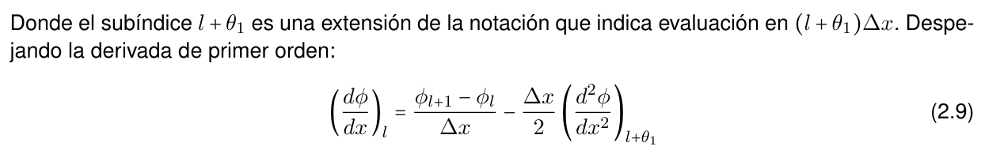 Donde el subíndice $l + \theta_1$ es una extensión de la notación que indica evaluación en $(l + \theta_1)\Delta x$. Despe-
jando la derivada de primer orden:
$\left(\frac{d\phi}{dx}\right)_l = \frac{\phi_{l+1} - \phi_l}{\Delta x} - \frac{\Delta x}{2}\left(\frac{d^2\phi}{dx^2}\right)_{l+\theta_1}$ (2.9)